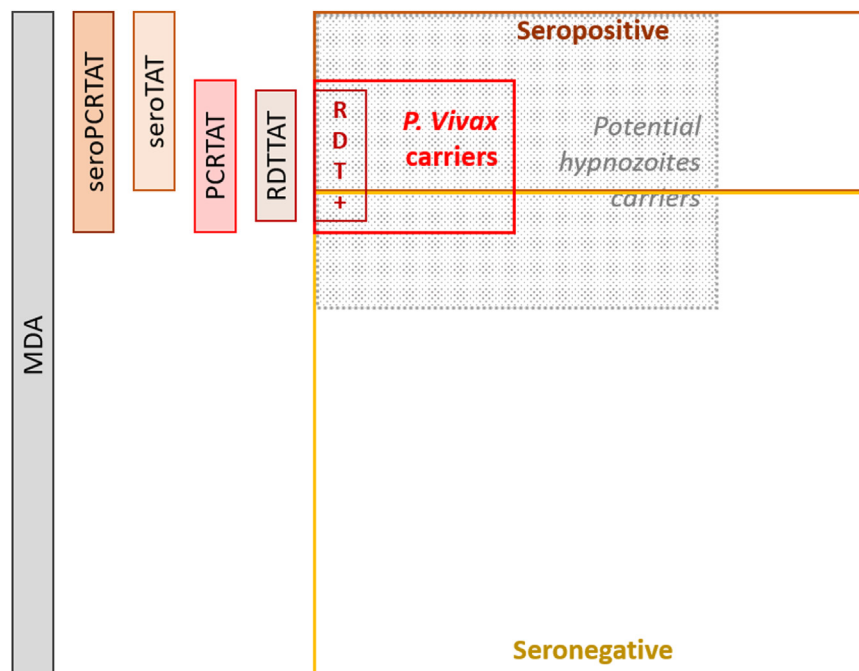 MDA
seroPCRTAT
seroTAT
PCRTAT
RDTTAT
Seropositive
R
D
T
+
P. Vivax
carriers
Potential
hypnozoites
carriers
Seronegative